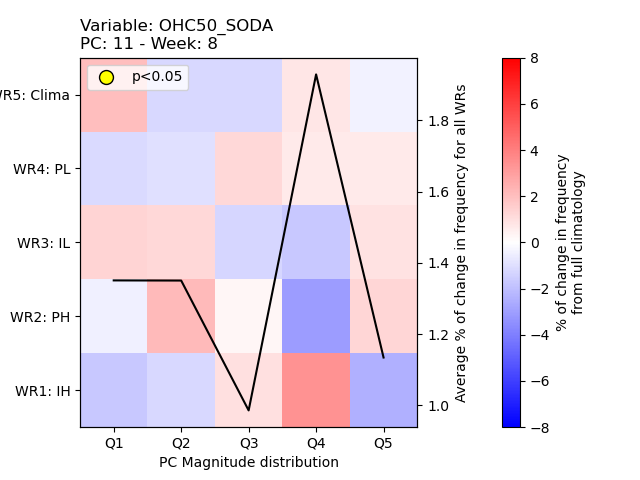 Variable: OHC50_SODA
PC: 11 - Week: 8
p<0.05
WR5: Clima
WR4: PL
WR3: IL
WR2: PH
WR1: IH
Q1 Q2 Q3 Q4 Q5
PC Magnitude distribution
1.8
1.6
1.4
1.2
1.0
Average % of change in frequency for all WRs
8
6
4
2
0
−2
−4
−6
−8
% of change in frequency
from full climatology